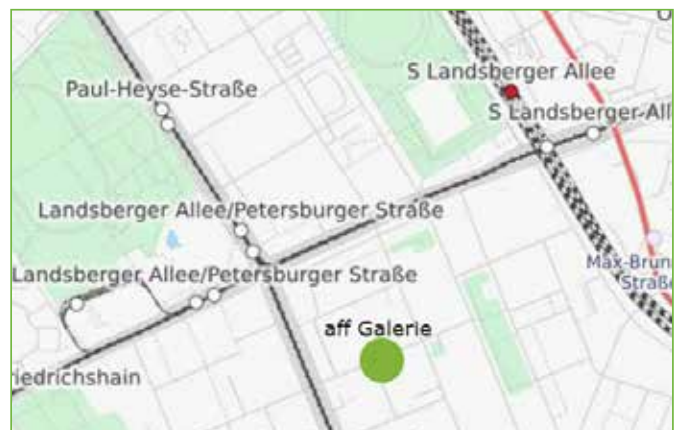 S Landsberger Allee
Paul-Heyse-Straße
S Landsberger-All
Landsberger Allee/Petersburger Straße
Landsberger Allee/Petersburger Straße
Max-Brun
Straße
aff Galerie
iedrichshain